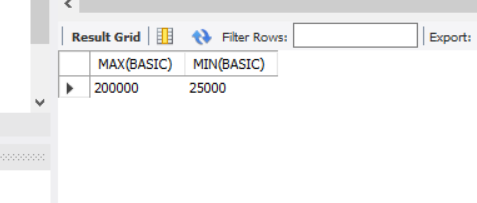 Result Grid Filter Rows: Export:
MAX(BASIC) MIN(BASIC)
200000 25000